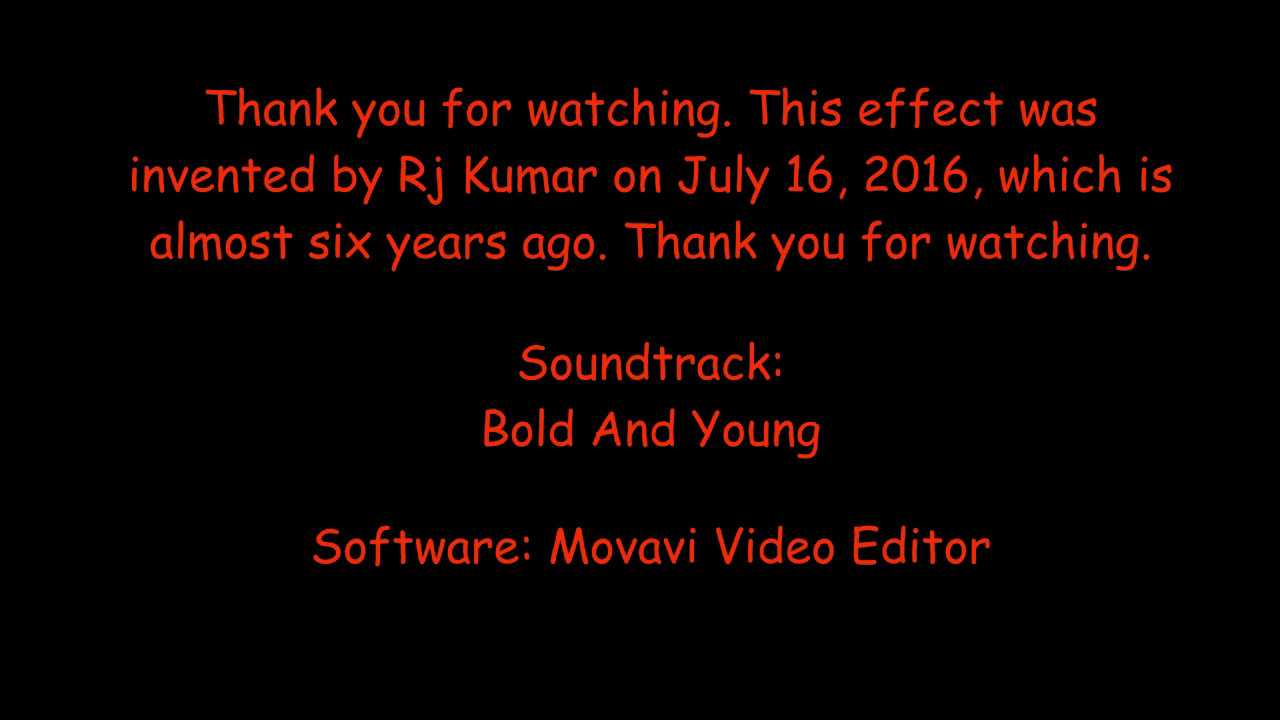 Thank you for watching. This effect was
invented by Rj Kumar on July 16, 2016, which is
almost six years ago. Thank you for watching.
Soundtrack:
Bold And Young
Software: Movavi Video Editor